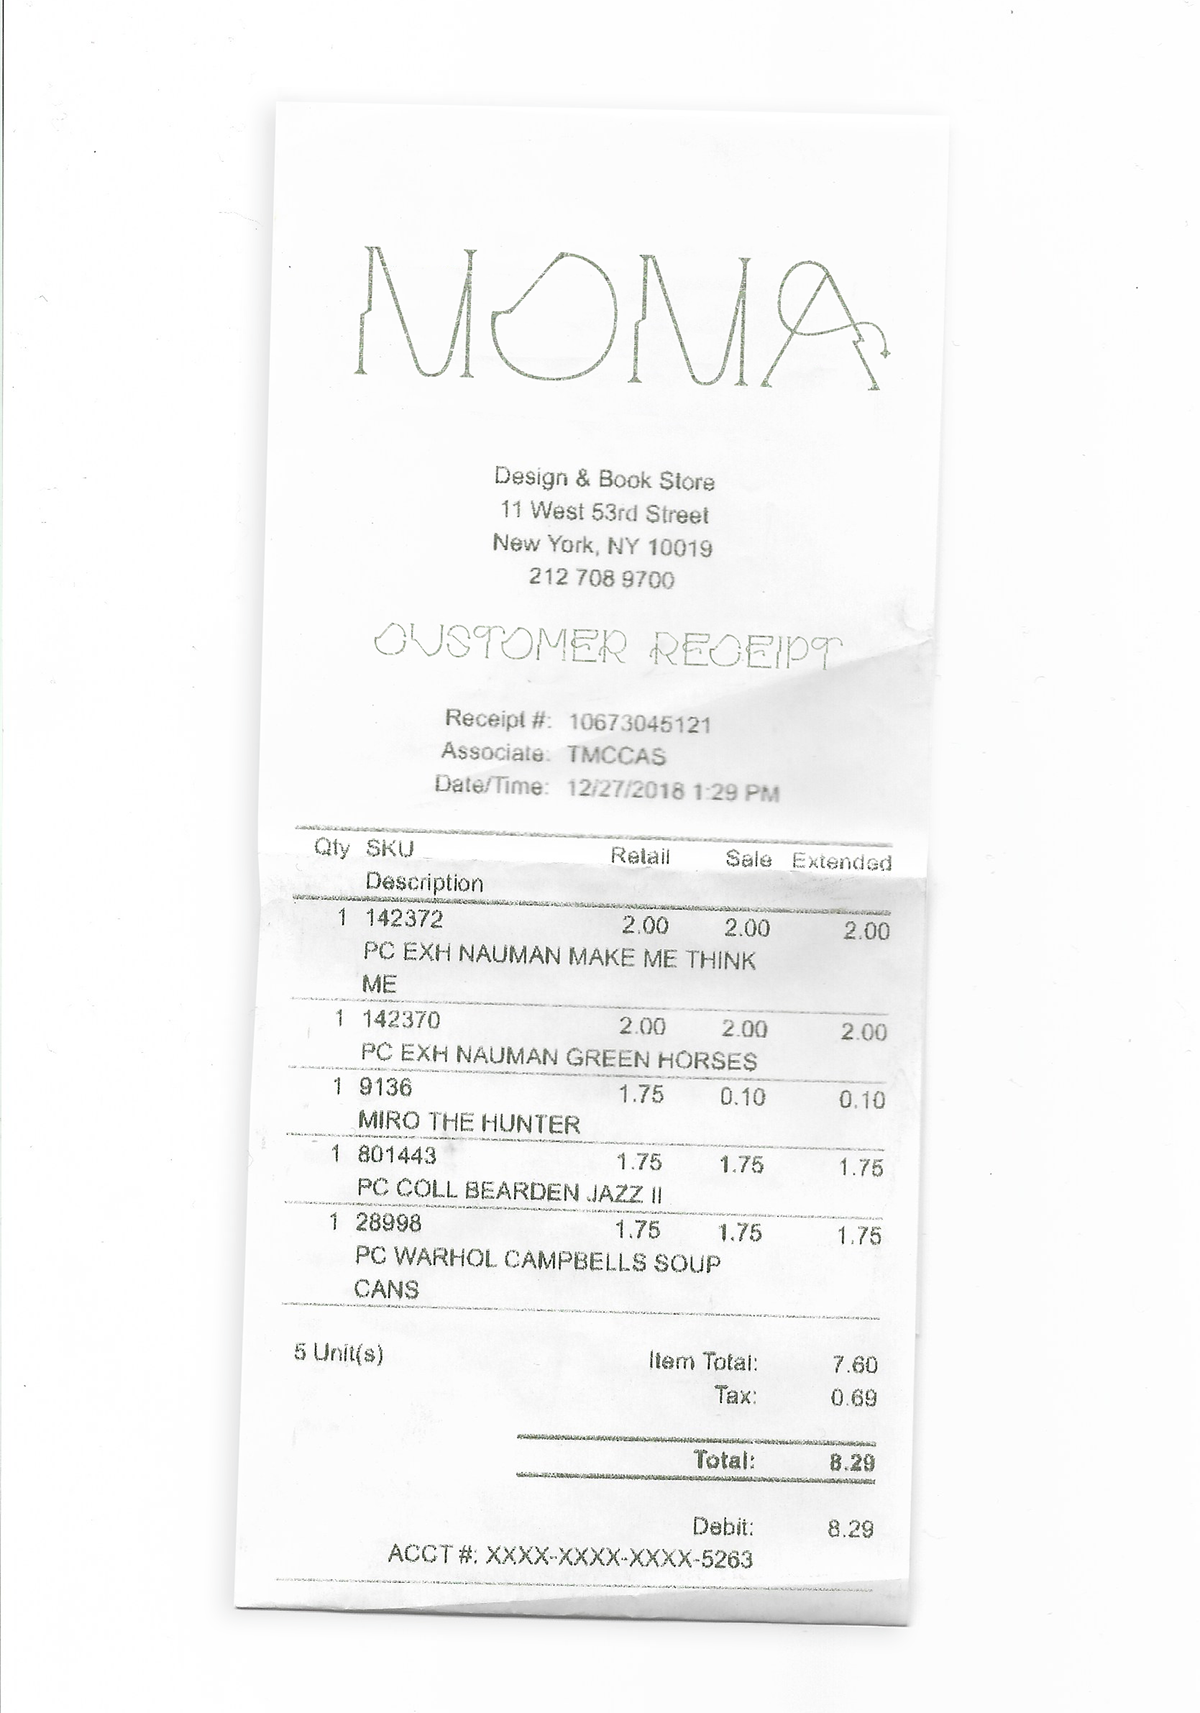 MOMA
Design & Book Store
11 West 53rd Street
New York, NY 10019
212 708 9700
CUSTOMER RECEIPT
Receipt #: 10673045121
Associate: TMCCAS
Date/Time: 12/27/2018 1:29 PM
Qty SKU Retail Sale Extended
Description
1 142372 2.00 2.00 2.00
PC EXH NAUMAN MAKE ME THINK
ME
1 142370 2.00 2.00 2.00
PC EXH NAUMAN GREEN HORSES
1 9136 1.75 0.10 0.10
MIRO THE HUNTER
1 801443 1.75 1.75 1.75
PC COLL BEARDEN JAZZ II
1 28998 1.75 1.75 1.75
PC WARHOL CAMPBELLS SOUP
CANS
5 Unit(s) Item Total: 7.60
Tax: 0.69
Total: 8.29
Debit: 8.29
ACCT #: XXXX-XXXX-XXXX-5263